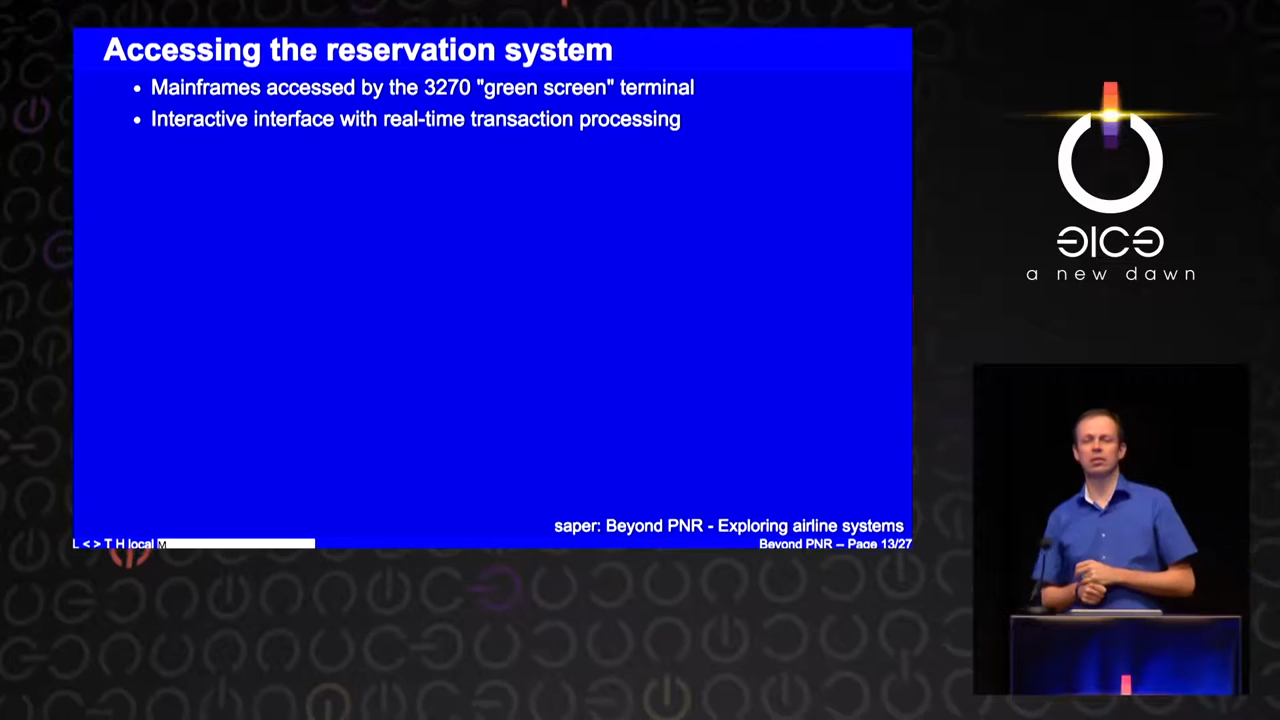 Accessing the reservation system
• Mainframes accessed by the 3270 "green screen" terminal
• Interactive interface with real-time transaction processing
saper: Beyond PNR - Exploring airline systems
L < > T H local M
Beyond PNR – Page 13/27
ЭICЭ
a new dawn